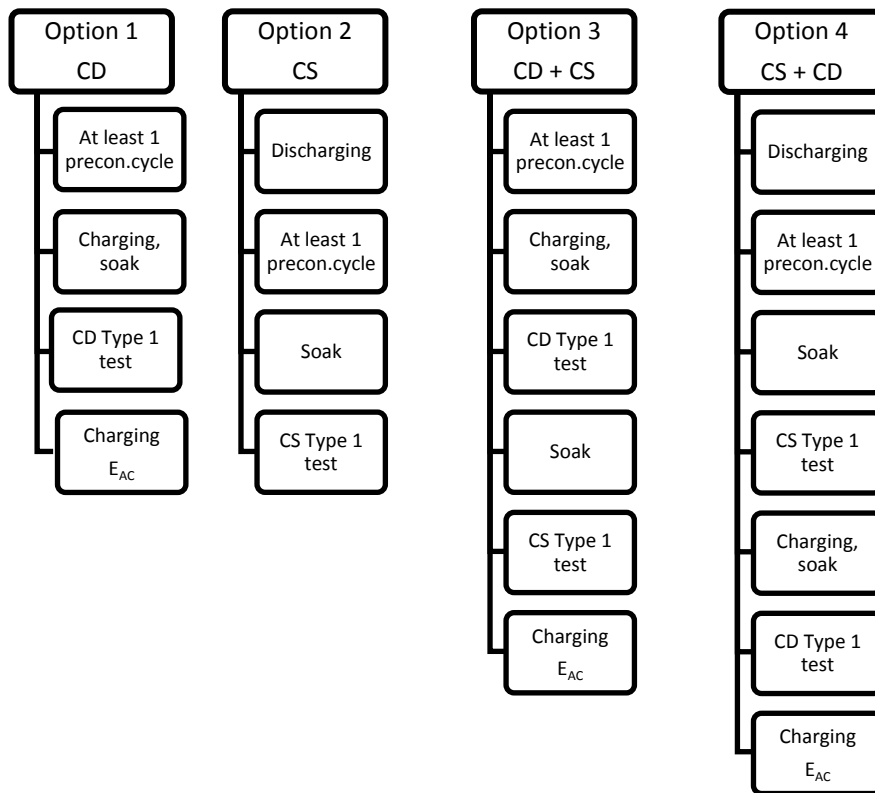 Option 1
CD
At least 1
precon.cycle
Charging,
soak
CD Type 1
test
Charging
E_AC
Option 2
CS
Discharging
At least 1
precon.cycle
Soak
CS Type 1
test
Option 3
CD + CS
At least 1
precon.cycle
Charging,
soak
CD Type 1
test
Soak
CS Type 1
test
Charging
E_AC
Option 4
CS + CD
Discharging
At least 1
precon.cycle
Soak
CS Type 1
test
Charging,
soak
CD Type 1
test
Charging
E_AC